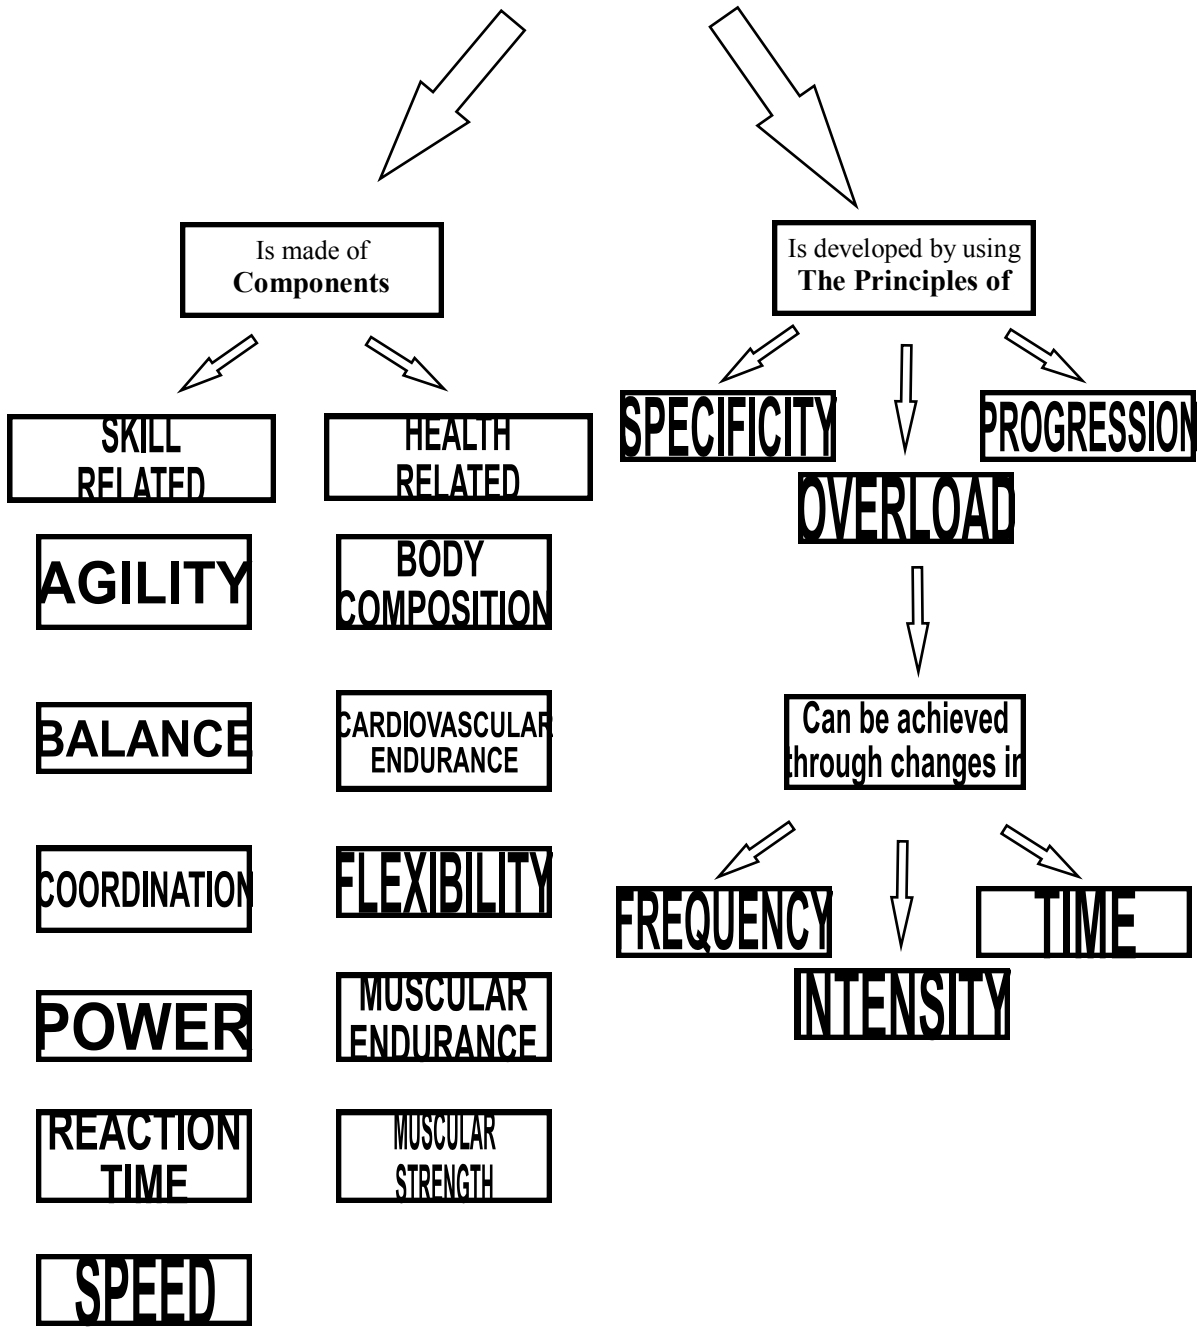 Is made of
Components
Is developed by using
The Principles of
SKILL
RELATED
HEALTH
RELATED
SPECIFICITY
PROGRESSION
OVERLOAD
AGILITY
BODY
COMPOSITION
BALANCE
CARDIOVASCULAR
ENDURANCE
Can be achieved
through changes in
COORDINATION
FLEXIBILITY
FREQUENCY
TIME
INTENSITY
POWER
MUSCULAR
ENDURANCE
REACTION
TIME
MUSCULAR
STRENGTH
SPEED